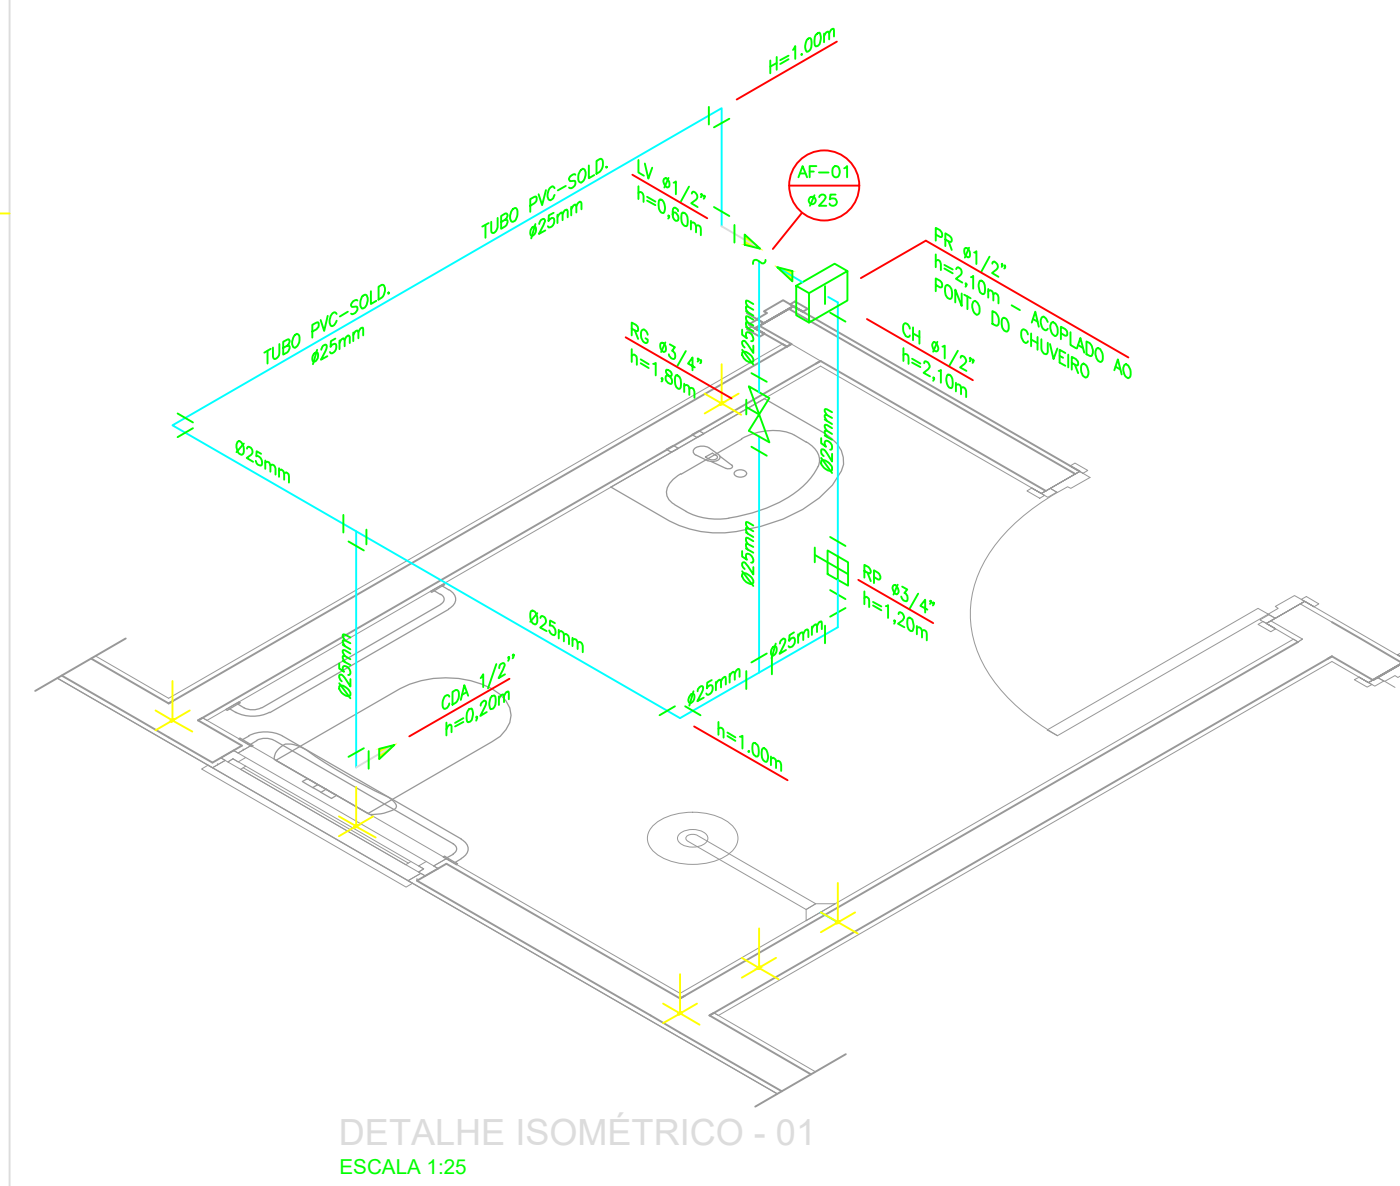 H=1.00m
TUBO PVC-SOLD.
ø25mm
LV ø1/2"
h=0,60m
AF-01
ø25
PR ø1/2"
h=2,10m - ACOPLADO AO
PONTO DO CHUVEIRO
TUBO PVC-SOLD.
ø25mm
RG ø3/4"
h=1,80m
Ø25mm
CH ø1/2"
h=2,10m
Ø25mm
Ø25mm
Ø25mm
RP ø3/4"
h=1,20m
Ø25mm
Ø25mm
ø25mm
ø25mm
CDA 1/2''
h=0,20m
h=1.00m
DETALHE ISOMÉTRICO - 01
ESCALA 1:25